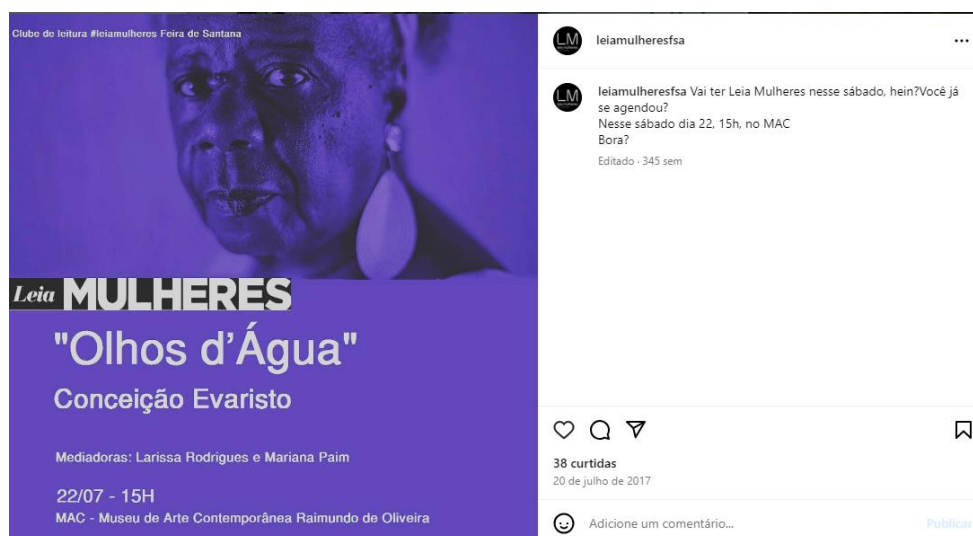 Clube de leitura #leiamulheres Feira de Santana
Leia MULHERES
"Olhos d'Água"
Conceição Evaristo
Mediadoras: Larissa Rodrigues e Mariana Paim
22/07 - 15H
MAC - Museu de Arte Contemporânea Raimundo de Oliveira
LM
leiamulheresfsa
LM
leiamulheresfsa Vai ter Leia Mulheres nesse sábado, hein?Você já
se agendou?
Nesse sábado dia 22, 15h, no MAC
Bora?
Editado · 345 sem
38 curtidas
20 de julho de 2017
Adicione um comentário...
Publicar